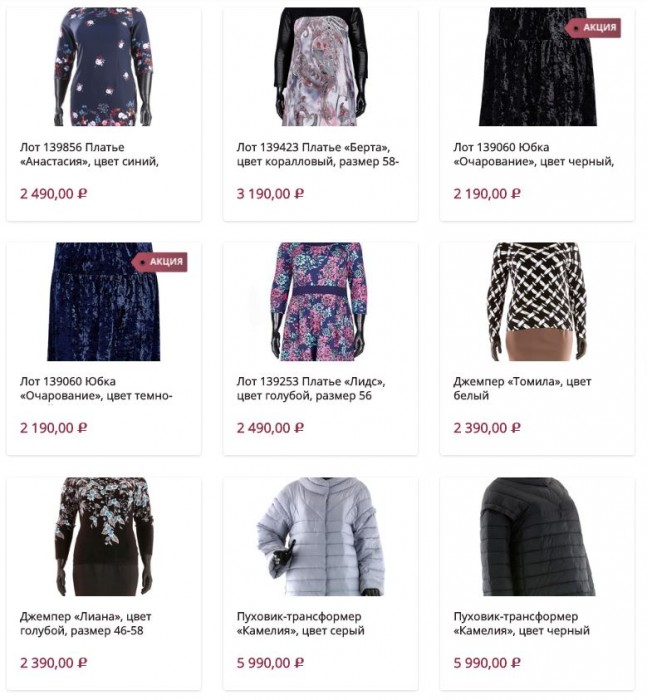 АКЦИЯ
Лот 139856 Платье
«Анастасия», цвет синий,
2 490,00 ₽
Лот 139423 Платье «Берта»,
цвет коралловый, размер 58-
3 190,00 ₽
Лот 139060 Юбка
«Очарование», цвет черный,
2 190,00 ₽
АКЦИЯ
Лот 139060 Юбка
«Очарование», цвет темно-
2 190,00 ₽
Лот 139253 Платье «Лидс»,
цвет голубой, размер 56
2 490,00 ₽
Джемпер «Томила», цвет
белый
2 390,00 ₽
Джемпер «Лиана», цвет
голубой, размер 46-58
2 390,00 ₽
Пуховик-трансформер
«Камелия», цвет серый
5 990,00 ₽
Пуховик-трансформер
«Камелия», цвет черный
5 990,00 ₽